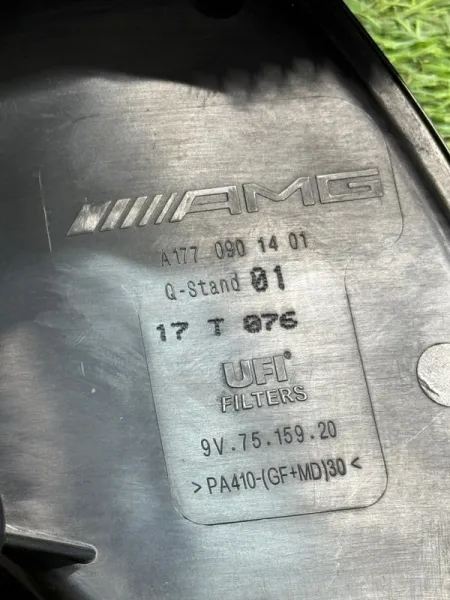 AMG
A177 090 14 01
Q-Stand 01
17 T 076
UFI®
FILTERS
9V.75.159.20
>PA410-(GF+MD)30<